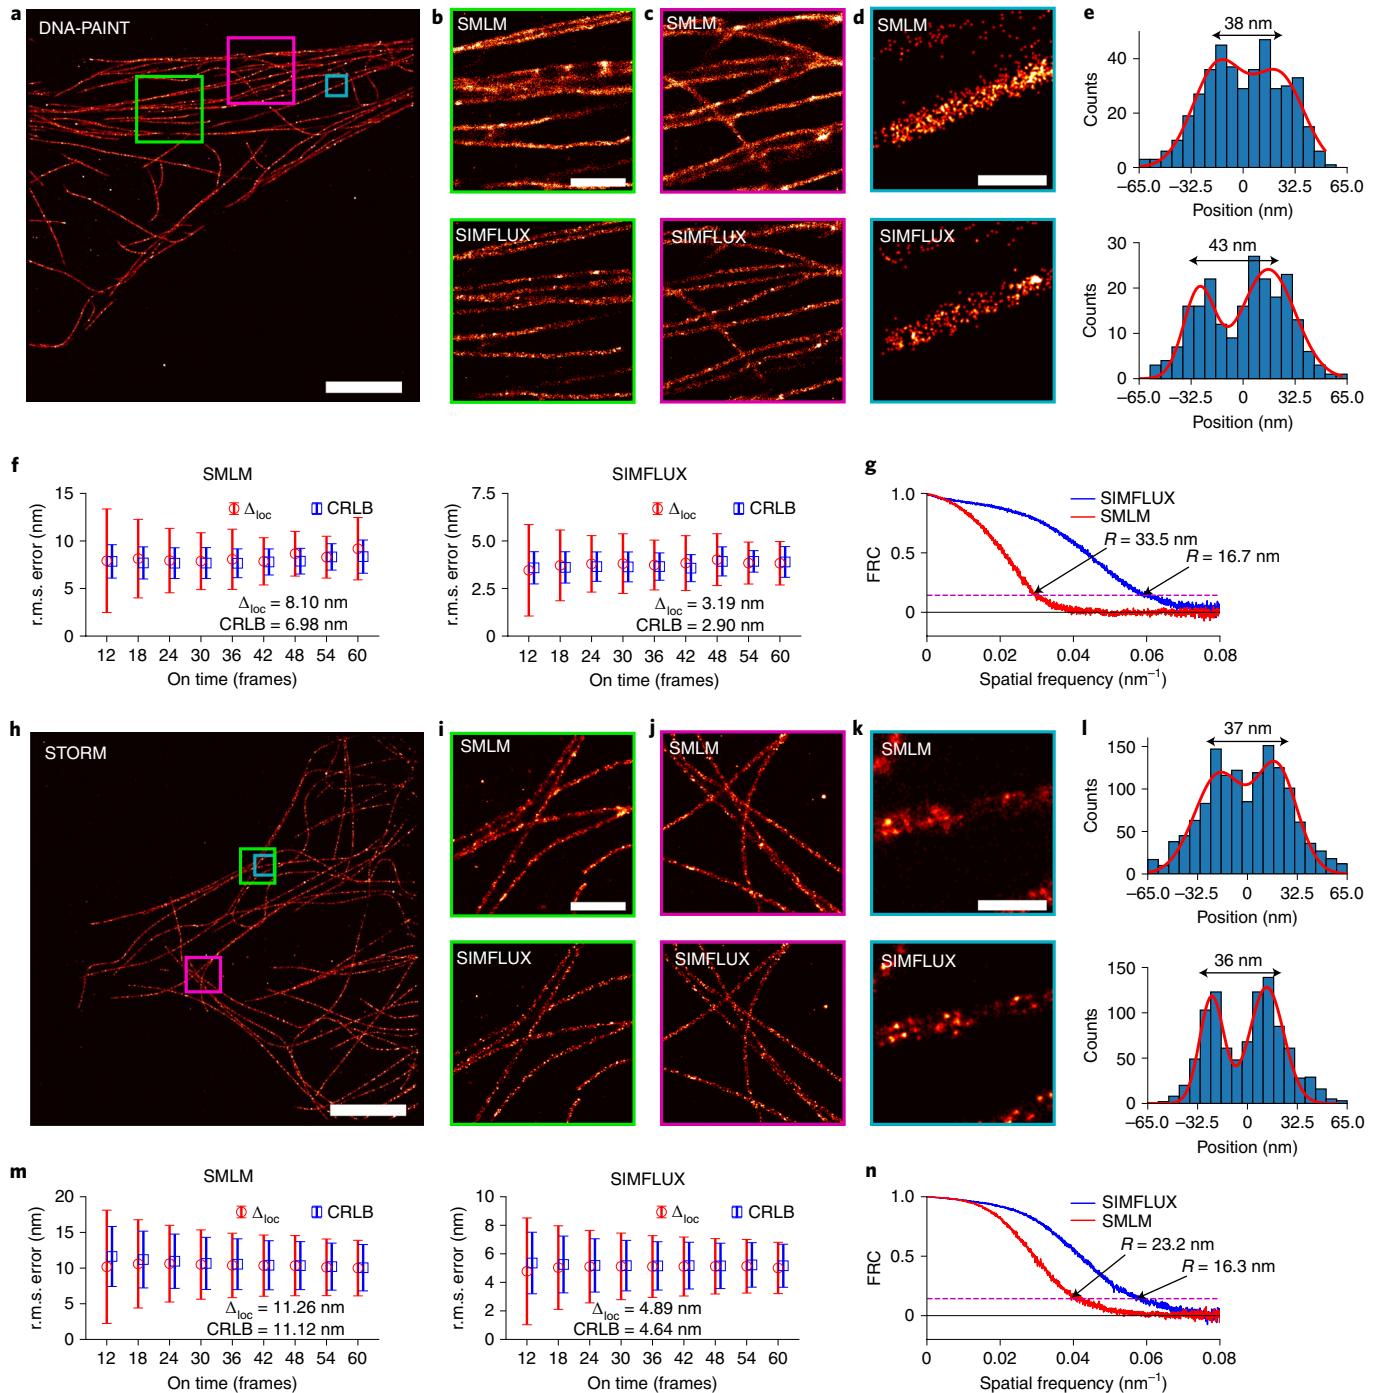 a
DNA-PAINT
b
SMLM
SIMFLUX
c
SMLM
SIMFLUX
d
SMLM
SIMFLUX
e
38 nm
40
20
0
Counts
−65.0 −32.5 0 32.5 65.0
Position (nm)
43 nm
30
20
10
0
Counts
−65.0 −32.5 0 32.5 65.0
Position (nm)
f
SMLM
15
10
5
0
r.m.s. error (nm)
Δloc CRLB
Δloc = 8.10 nm
CRLB = 6.98 nm
12 18 24 30 36 42 48 54 60
On time (frames)
SIMFLUX
7.5
5.0
2.5
0
r.m.s. error (nm)
Δloc CRLB
Δloc = 3.19 nm
CRLB = 2.90 nm
12 18 24 30 36 42 48 54 60
On time (frames)
g
1.0
0.5
0
FRC
SIMFLUX
SMLM
R = 33.5 nm
R = 16.7 nm
0 0.02 0.04 0.06 0.08
Spatial frequency (nm⁻¹)
h
STORM
i
SMLM
SIMFLUX
j
SMLM
SIMFLUX
k
SMLM
SIMFLUX
l
37 nm
150
100
50
0
Counts
−65.0 −32.5 0 32.5 65.0
Position (nm)
36 nm
150
100
50
0
Counts
−65.0 −32.5 0 32.5 65.0
Position (nm)
m
SMLM
20
15
10
5
0
r.m.s. error (nm)
Δloc CRLB
Δloc = 11.26 nm
CRLB = 11.12 nm
12 18 24 30 36 42 48 54 60
On time (frames)
SIMFLUX
10
8
6
4
2
0
r.m.s. error (nm)
Δloc CRLB
Δloc = 4.89 nm
CRLB = 4.64 nm
12 18 24 30 36 42 48 54 60
On time (frames)
n
1.0
0.5
0
FRC
SIMFLUX
SMLM
R = 23.2 nm
R = 16.3 nm
0 0.02 0.04 0.06 0.08
Spatial frequency (nm⁻¹)